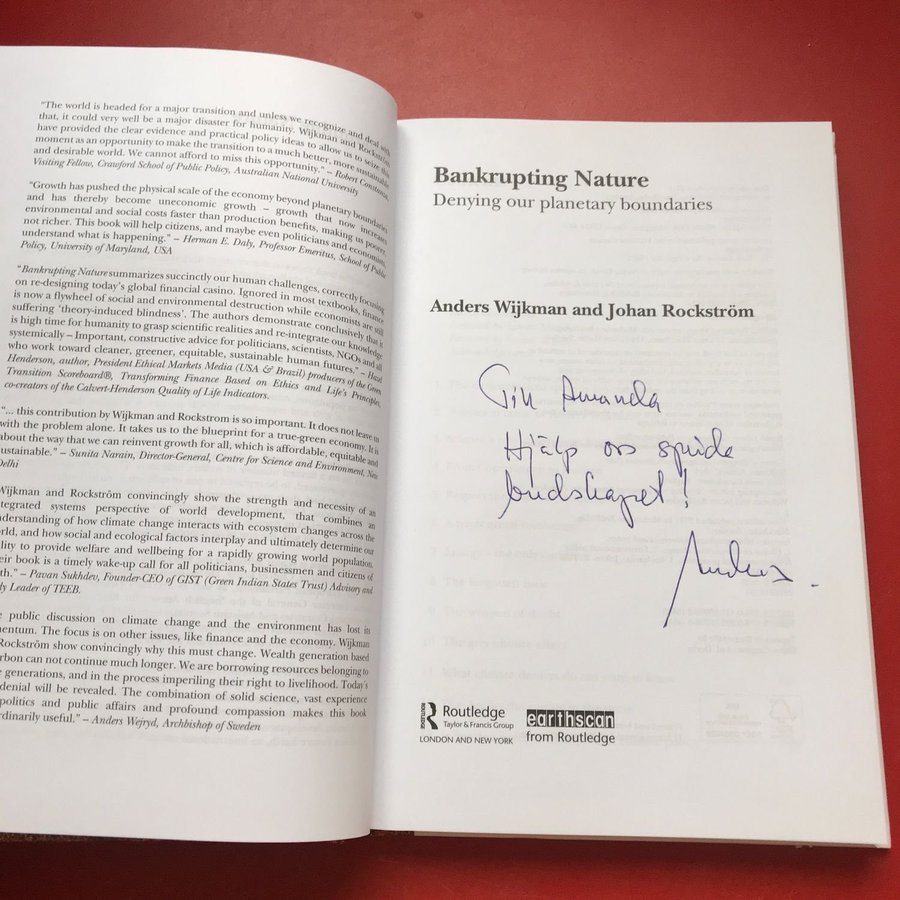 "The world is headed for a major transition and unless we recognize and deal with
that, it could very well be a major disaster for humanity. Wijkman and Rockström
have provided the clear evidence and practical policy ideas to allow us to seize this
moment as an opportunity to make the transition to a much better, more sustainable
and desirable world. We cannot afford to miss this opportunity." – Robert Costanza,
Visiting Fellow, Crawford School of Public Policy, Australian National University
"Growth has pushed the physical scale of the economy beyond planetary boundaries
and has thereby become uneconomic growth – growth that now increases
environmental and social costs faster than production benefits, making us poorer,
not richer. This book will help citizens, and maybe even politicians and economists,
understand what is happening." – Herman E. Daly, Professor Emeritus, School of Public
Policy, University of Maryland, USA
"Bankrupting Nature summarizes succinctly our human challenges, correctly focusing
on re-designing today's global financial casino. Ignored in most textbooks, finance
is now a flywheel of social and environmental destruction while economists are still
suffering 'theory-induced blindness'. The authors demonstrate conclusively that it
is high time for humanity to grasp scientific realities and re-integrate our knowledge
systemically – Important, constructive advice for politicians, scientists, NGOs and all
who work toward cleaner, greener, equitable, sustainable human futures." – Hazel
Henderson, author, President Ethical Markets Media (USA & Brazil) producers of the Green
Transition Scoreboard®, Transforming Finance Based on Ethics and Life's Principles,
co-creators of the Calvert-Henderson Quality of Life Indicators.
"... this contribution by Wijkman and Rockstrom is so important. It does not leave us
with the problem alone. It takes us to the blueprint for a true-green economy. It is
about the way that we can reinvent growth for all, which is affordable, equitable and
sustainable." – Sunita Narain, Director-General, Centre for Science and Environment, New
Delhi
Wijkman and Rockström convincingly show the strength and necessity of an
integrated systems perspective of world development, that combines an
understanding of how climate change interacts with ecosystem changes across the
world, and how social and ecological factors interplay and ultimately determine our
ility to provide welfare and wellbeing for a rapidly growing world population.
eir book is a timely wake-up call for all politicians, businessmen and citizens of
th." – Pavan Sukhdev, Founder-CEO of GIST (Green Indian States Trust) Advisory and
dy Leader of TEEB.
e public discussion on climate change and the environment has lost its
mentum. The focus is on other issues, like finance and the economy. Wijkman
Rockström show convincingly why this must change. Wealth generation based
arbon can not continue much longer. We are borrowing resources belonging to
e generations, and in the process imperiling their right to livelihood. Today's
denial will be revealed. The combination of solid science, vast experience
politics and public affairs and profound compassion makes this book
rdinarily useful." – Anders Wejryd, Archbishop of Sweden
Bankrupting Nature
Denying our planetary boundaries
Anders Wijkman and Johan Rockström
Till Amanda
Hjälp oss sprida
budskapet!
Anders.
ROUTLEDGE
Routledge
Taylor & Francis Group
LONDON AND NEW YORK
earthscan
from Routledge